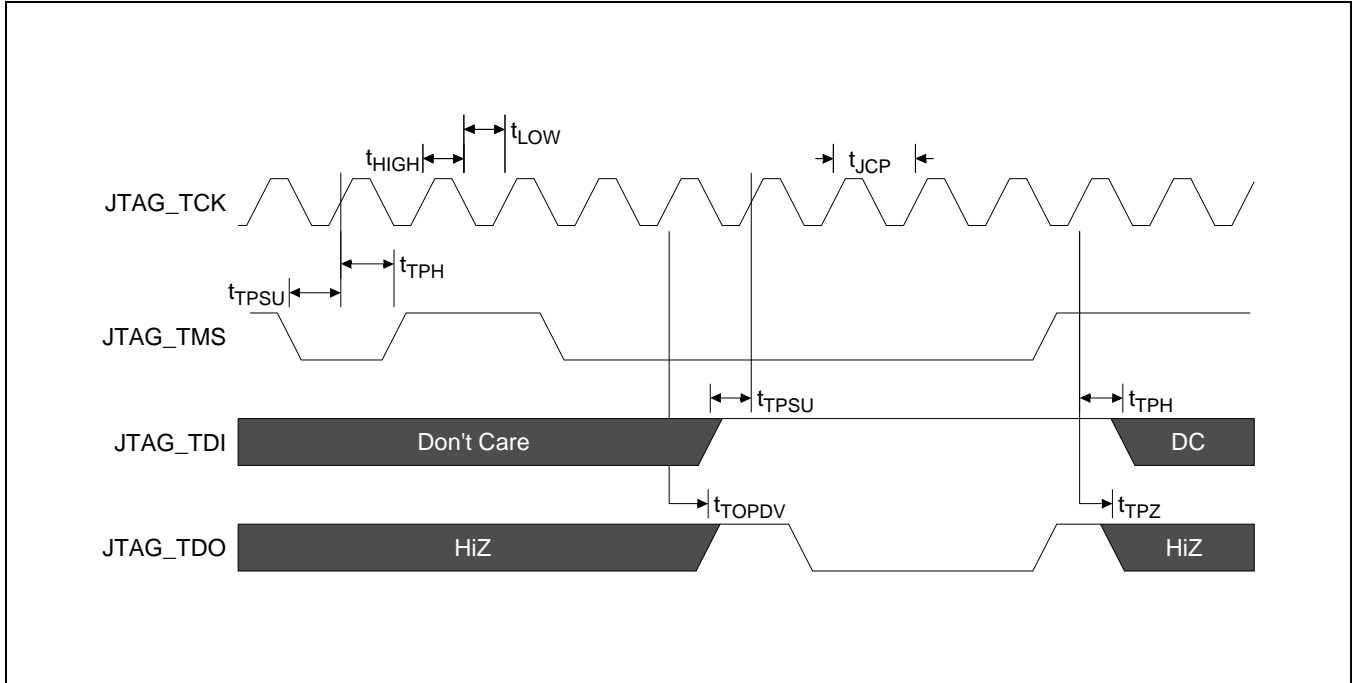 tLOW
tHIGH
tJCP
JTAG_TCK
tTPH
tTPSU
JTAG_TMS
tTPSU
tTPH
JTAG_TDI
Don't Care
DC
tTOPDV
tTPZ
JTAG_TDO
HiZ
HiZ